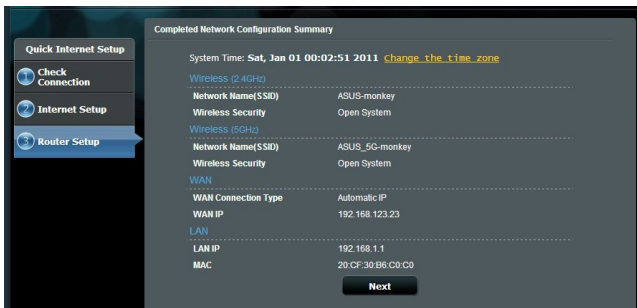 Completed Network Configuration Summary
Quick Internet Setup
1 Check
Connection
2 Internet Setup
3 Router Setup
System Time: Sat, Jan 01 00:02:51 2011 Change the time zone
Wireless (2.4GHz)
Network Name(SSID) ASUS-monkey
Wireless Security Open System
Wireless (5GHz)
Network Name(SSID) ASUS_5G-monkey
Wireless Security Open System
WAN
WAN Connection Type Automatic IP
WAN IP 192.168.123.23
LAN
LAN IP 192.168.1.1
MAC 20:CF:30:B6:C0:C0
Next